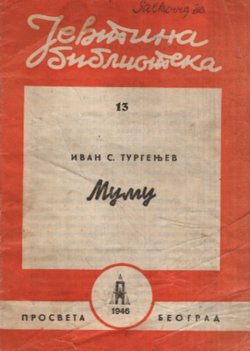 Јевтина
библиотека
13
ИВАН С. ТУРГЕЊЕВ
Муму
1946
ПРОСВЕТА БЕОГРАД